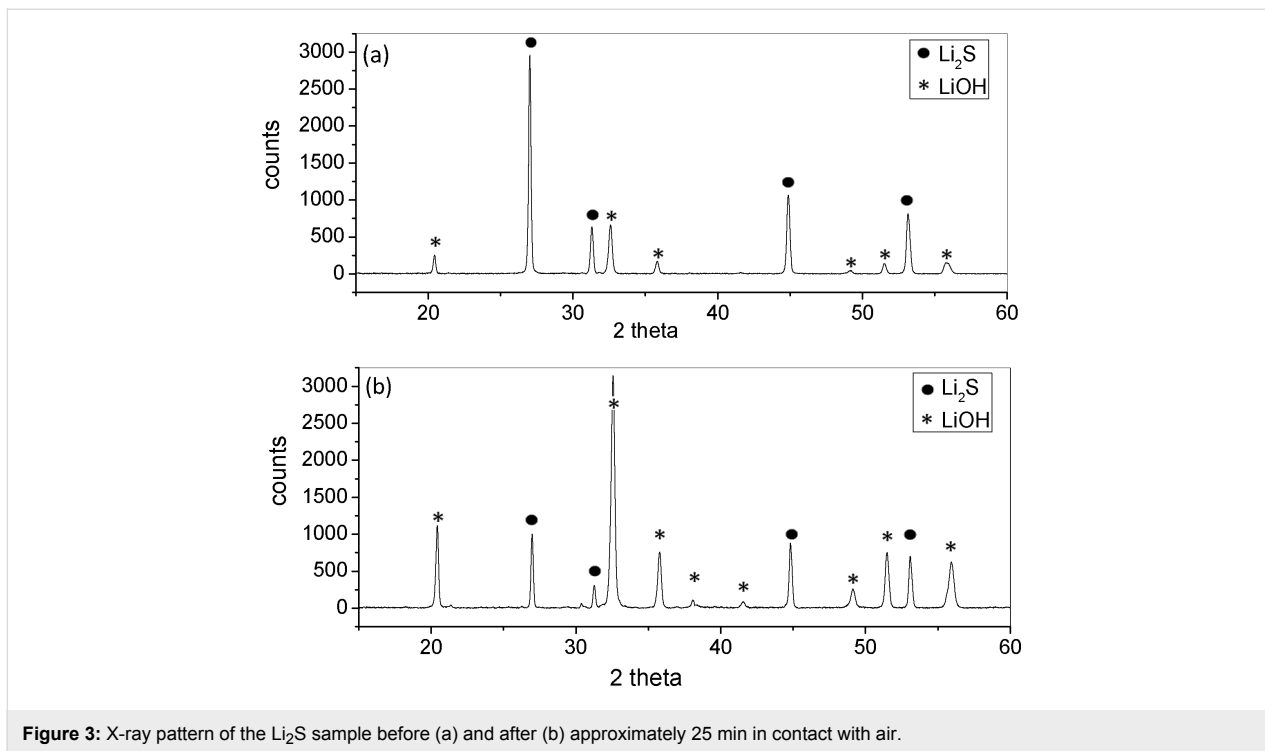 (a)
● Li₂S
* LiOH
counts
3000
2500
2000
1500
1000
500
0
20 30 40 50 60
2 theta
(b)
● Li₂S
* LiOH
counts
3000
2500
2000
1500
1000
500
0
20 30 40 50 60
2 theta
Figure 3: X-ray pattern of the Li₂S sample before (a) and after (b) approximately 25 min in contact with air.